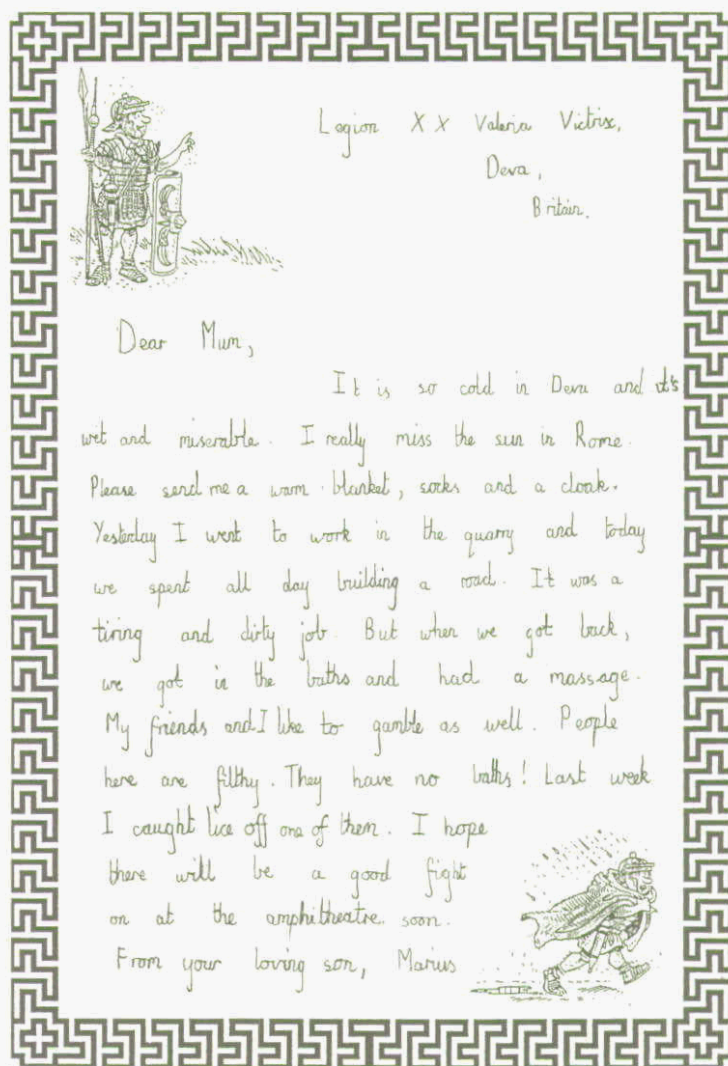 Legion XX Valeria Victrix,
Deva,
Britain.
Dear Mum,
It is so cold in Deva and it's
wet and miserable. I really miss the sun in Rome.
Please send me a warm blanket, socks and a cloak.
Yesterday I went to work in the quarry and today
we spent all day building a road. It was a
tiring and dirty job. But when we got back,
we got in the baths and had a massage.
My friends and I like to gamble as well. People
here are filthy. They have no baths! Last week
I caught lice off one of them. I hope
there will be a good fight
on at the amphitheatre soon.
From your loving son, Marius